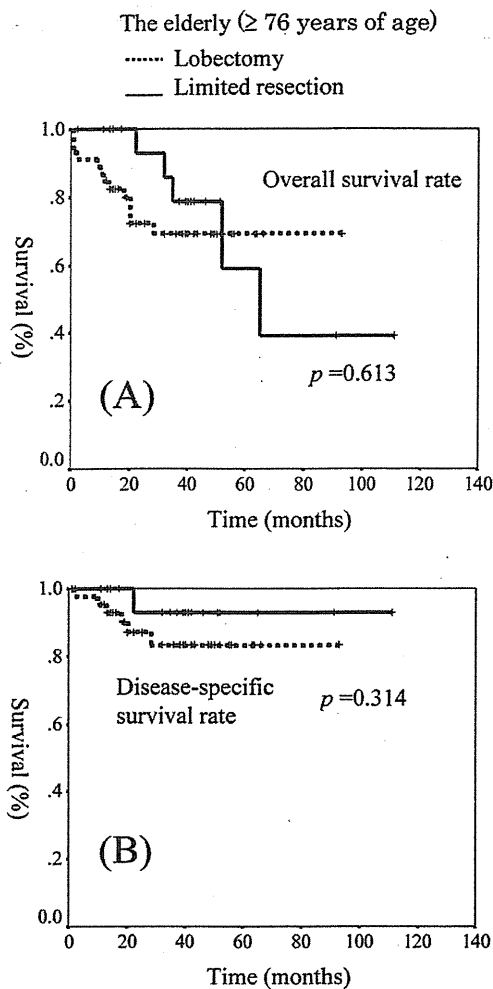 The elderly (≥ 76 years of age)
Lobectomy
Limited resection
1.0
.8
.6
.4
.2
0.0
Survival (%)
Overall survival rate
p =0.613
(A)
0 20 40 60 80 100 120 140
Time (months)
1.0
.8
.6
.4
.2
0.0
Survival (%)
Disease-specific
survival rate
p =0.314
(B)
0 20 40 60 80 100 120 140
Time (months)